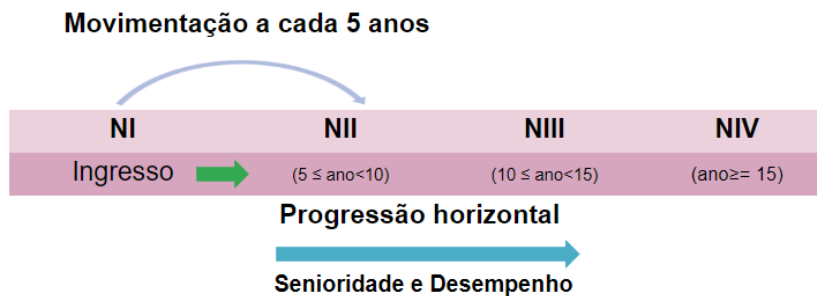 Movimentação a cada 5 anos
NI NII NIII NIV
Ingresso (5 ≤ ano<10) (10 ≤ ano<15) (ano≥= 15)
Progressão horizontal
Senioridade e Desempenho